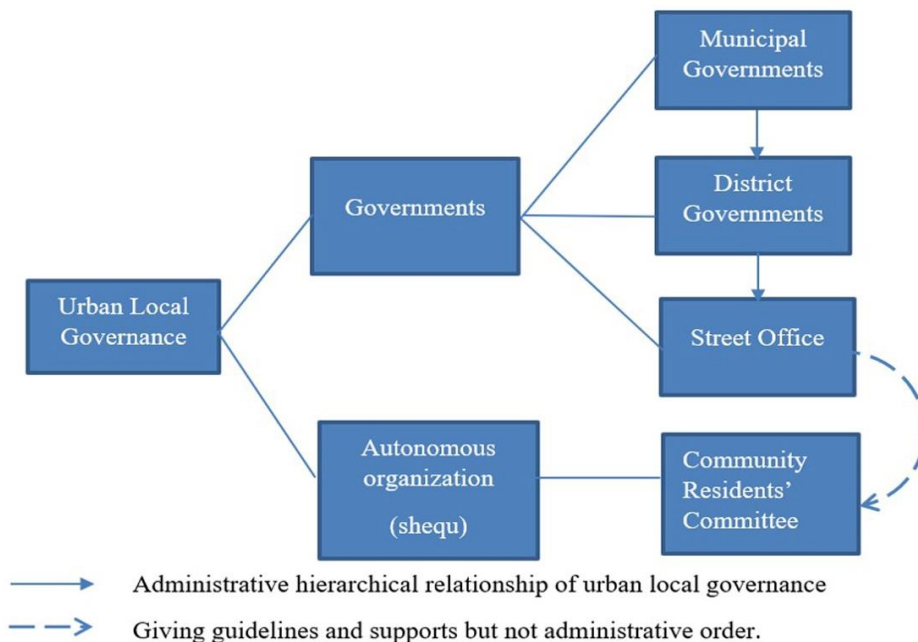 Municipal
Governments
Governments
District
Governments
Urban Local
Governance
Street Office
Autonomous
organization
(shequ)
Community
Residents’
Committee
Administrative hierarchical relationship of urban local governance
Giving guidelines and supports but not administrative order.